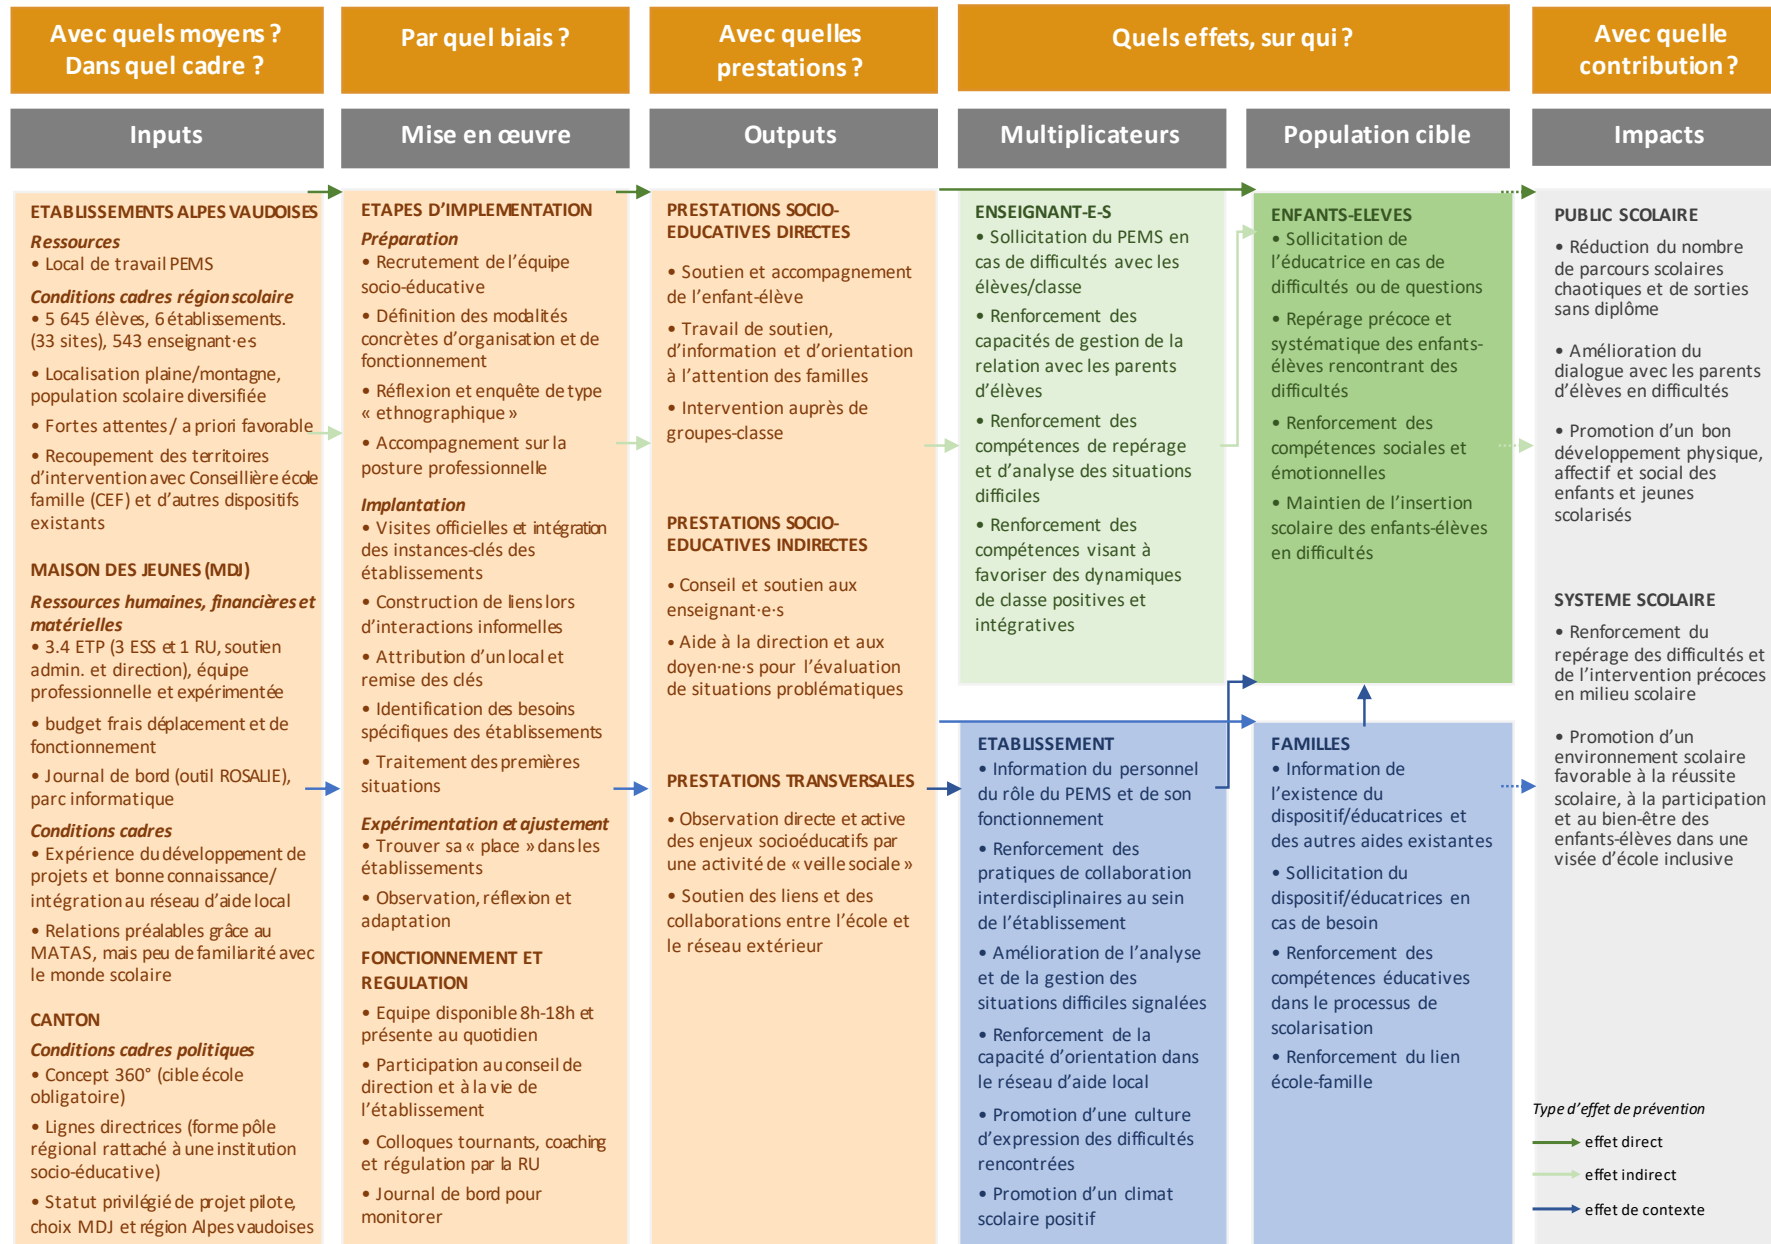 Avec quels moyens ?
Dans quel cadre ?
Par quel biais ?
Avec quelles
prestations ?
Quels effets, sur qui ?
Avec quelle
contribution ?
Inputs
Mise en œuvre
Outputs
Multiplicateurs
Population cible
Impacts
ETABLISSEMENTS ALPES VAUDOISES
Ressources
• Local de travail PEMS
Conditions cadres région scolaire
• 5 645 élèves, 6 établissements.
(33 sites), 543 enseignant·e·s
• Localisation plaine/montagne,
population scolaire diversifiée
• Fortes attentes / a priori favorable
• Recoupement des territoires
d'intervention avec Conseillière école
famille (CEF) et d'autres dispositifs
existants
MAISON DES JEUNES (MDJ)
Ressources humaines, financières et
matérielles
• 3.4 ETP (3 ESS et 1 RU, soutien
admin. et direction), équipe
professionnelle et expérimentée
• budget frais déplacement et de
fonctionnement
• Journal de bord (outil ROSALIE),
parc informatique
Conditions cadres
• Expérience du développement de
projets et bonne connaissance/
intégration au réseau d'aide local
• Relations préalables grâce au
MATAS, mais peu de familiarité avec
le monde scolaire
CANTON
Conditions cadres politiques
• Concept 360° (cible école
obligatoire)
• Lignes directrices (forme pôle
régional rattaché à une institution
socio-éducative)
• Statut privilégié de projet pilote,
choix MDJ et région Alpes vaudoises
ETAPES D'IMPLEMENTATION
Préparation
• Recrutement de l'équipe
socio-éducative
• Définition des modalités
concrètes d'organisation et de
fonctionnement
• Réflexion et enquête de type
« ethnographique »
• Accompagnement sur la
posture professionnelle
Implantation
• Visites officielles et intégration
des instances-clés des
établissements
• Construction de liens lors
d'interactions informelles
• Attribution d'un local et
remise des clés
• Identification des besoins
spécifiques des établissements
• Traitement des premières
situations
Expérimentation et ajustement
• Trouver sa « place » dans les
établissements
• Observation, réflexion et
adaptation
FONCTIONNEMENT ET
REGULATION
• Equipe disponible 8h-18h et
présente au quotidien
• Participation au conseil de
direction et à la vie de
l'établissement
• Colloques tournants, coaching
et régulation par la RU
• Journal de bord pour
monitorer
PRESTATIONS SOCIO-
EDUCATIVES DIRECTES
• Soutien et accompagnement
de l'enfant-élève
• Travail de soutien,
d'information et d'orientation
à l'attention des familles
• Intervention auprès de
groupes-classe
PRESTATIONS SOCIO-
EDUCATIVES INDIRECTES
• Conseil et soutien aux
enseignant·e·s
• Aide à la direction et aux
doyen·ne·s pour l'évaluation
de situations problématiques
PRESTATIONS TRANSVERSALES
• Observation directe et active
des enjeux socioéducatifs par
une activité de « veille sociale »
• Soutien des liens et des
collaborations entre l'école et
le réseau extérieur
ENSEIGNANT-E-S
• Sollicitation du PEMS en
cas de difficultés avec les
élèves/classe
• Renforcement des
capacités de gestion de la
relation avec les parents
d'élèves
• Renforcement des
compétences de repérage
et d'analyse des situations
difficiles
• Renforcement des
compétences visant à
favoriser des dynamiques
de classe positives et
intégratives
ETABLISSEMENT
• Information du personnel
du rôle du PEMS et de son
fonctionnement
• Renforcement des
pratiques de collaboration
interdisciplinaires au sein
de l'établissement
• Amélioration de l'analyse
et de la gestion des
situations difficiles signalées
• Renforcement de la
capacité d'orientation dans
le réseau d'aide local
• Promotion d'une culture
d'expression des difficultés
rencontrées
• Promotion d'un climat
scolaire positif
ENFANTS-ELEVES
• Sollicitation de
l'éducatrice en cas de
difficultés ou de questions
• Repérage précoce et
systématique des enfants-
élèves rencontrant des
difficultés
• Renforcement des
compétences sociales et
émotionnelles
• Maintien de l'insertion
scolaire des enfants-élèves
en difficultés
FAMILLES
• Information de
l'existence du
dispositif/éducatrices et
des autres aides existantes
• Sollicitation du
dispositif/éducatrices en
cas de besoin
• Renforcement des
compétences éducatives
dans le processus de
scolarisation
• Renforcement du lien
école-famille
PUBLIC SCOLAIRE
• Réduction du nombre
de parcours scolaires
chaotiques et de sorties
sans diplôme
• Amélioration du
dialogue avec les parents
d'élèves en difficultés
• Promotion d'un bon
développement physique,
affectif et social des
enfants et jeunes
scolarisés
SYSTEME SCOLAIRE
• Renforcement du
repérage des difficultés et
de l'intervention précoces
en milieu scolaire
• Promotion d'un
environnement scolaire
favorable à la réussite
scolaire, à la participation
et au bien-être des
enfants-élèves dans une
visée d'école inclusive
Type d'effet de prévention
effet direct
effet indirect
effet de contexte